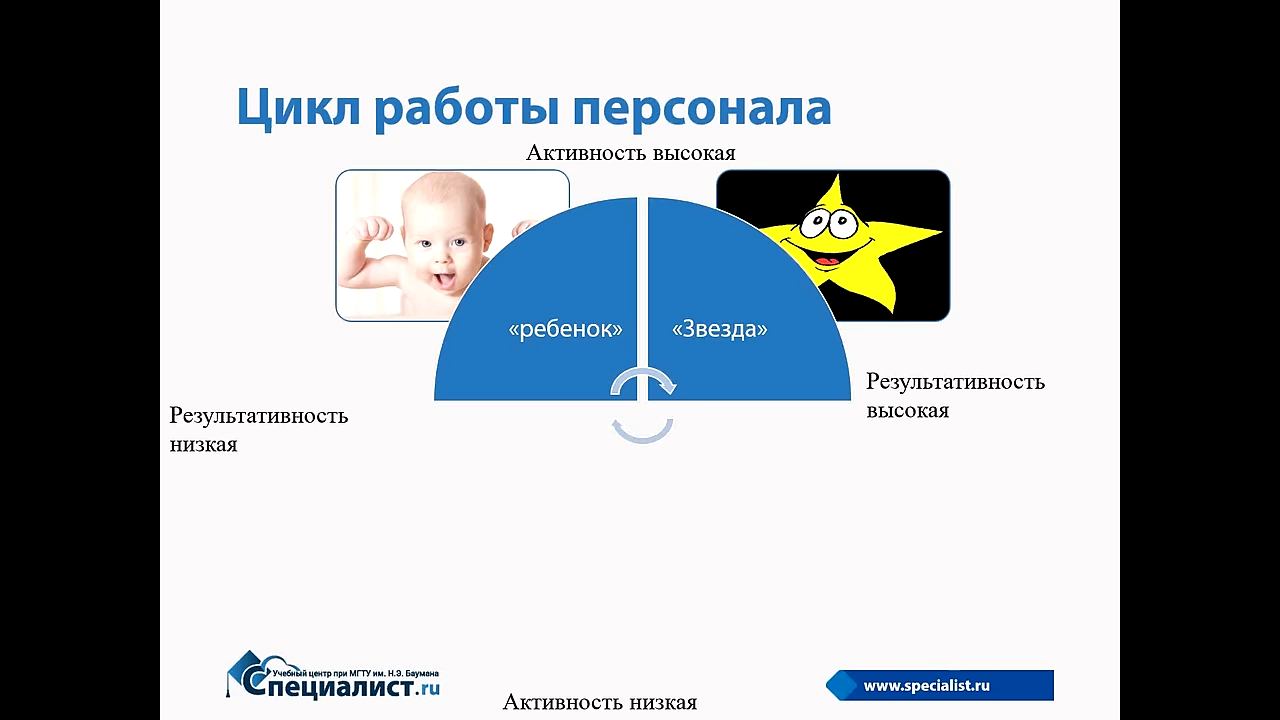 Цикл работы персонала
Активность высокая
«ребенок»
«Звезда»
Результативность
высокая
Результативность
низкая
Учебный центр при МГТУ им. Н.Э. Баумана
Специалист.ru
www.specialist.ru
Активность низкая